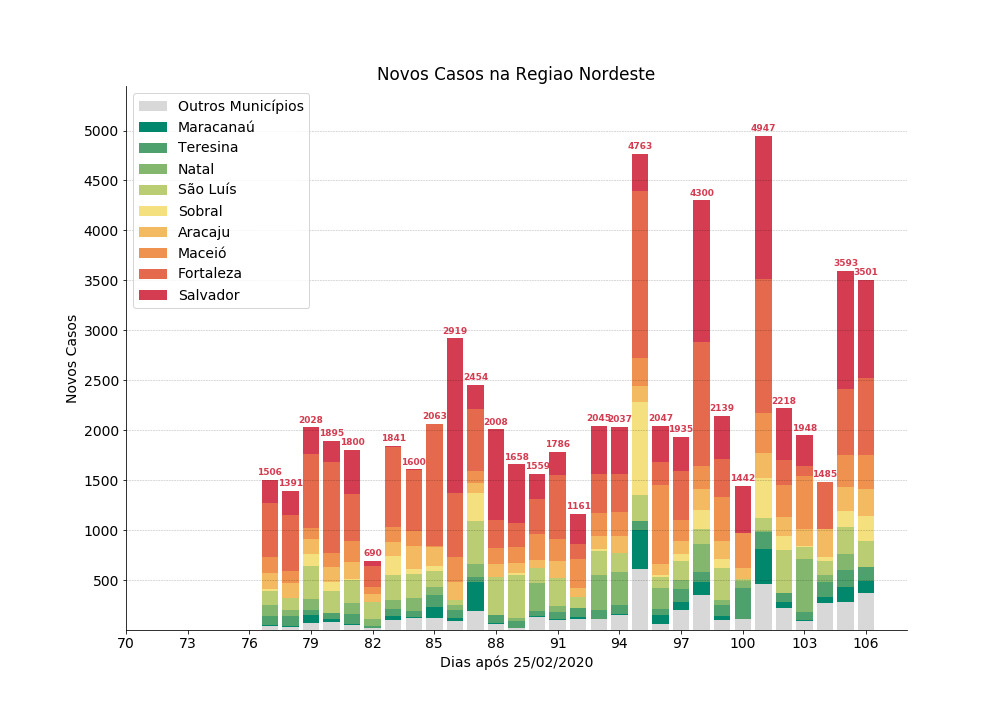 Novos Casos na Regiao Nordeste
Novos Casos
5000
4500
4000
3500
3000
2500
2000
1500
1000
500
Outros Municípios
Maracanaú
Teresina
Natal
São Luís
Sobral
Aracaju
Maceió
Fortaleza
Salvador
1506
1391
2028
1895
1800
690
1841
1600
2063
2919
2454
2008
1658
1559
1786
1161
2045
2037
4763
2047
1935
4300
2139
1442
4947
2218
1948
1485
3593
3501
70 73 76 79 82 85 88 91 94 97 100 103 106
Dias após 25/02/2020